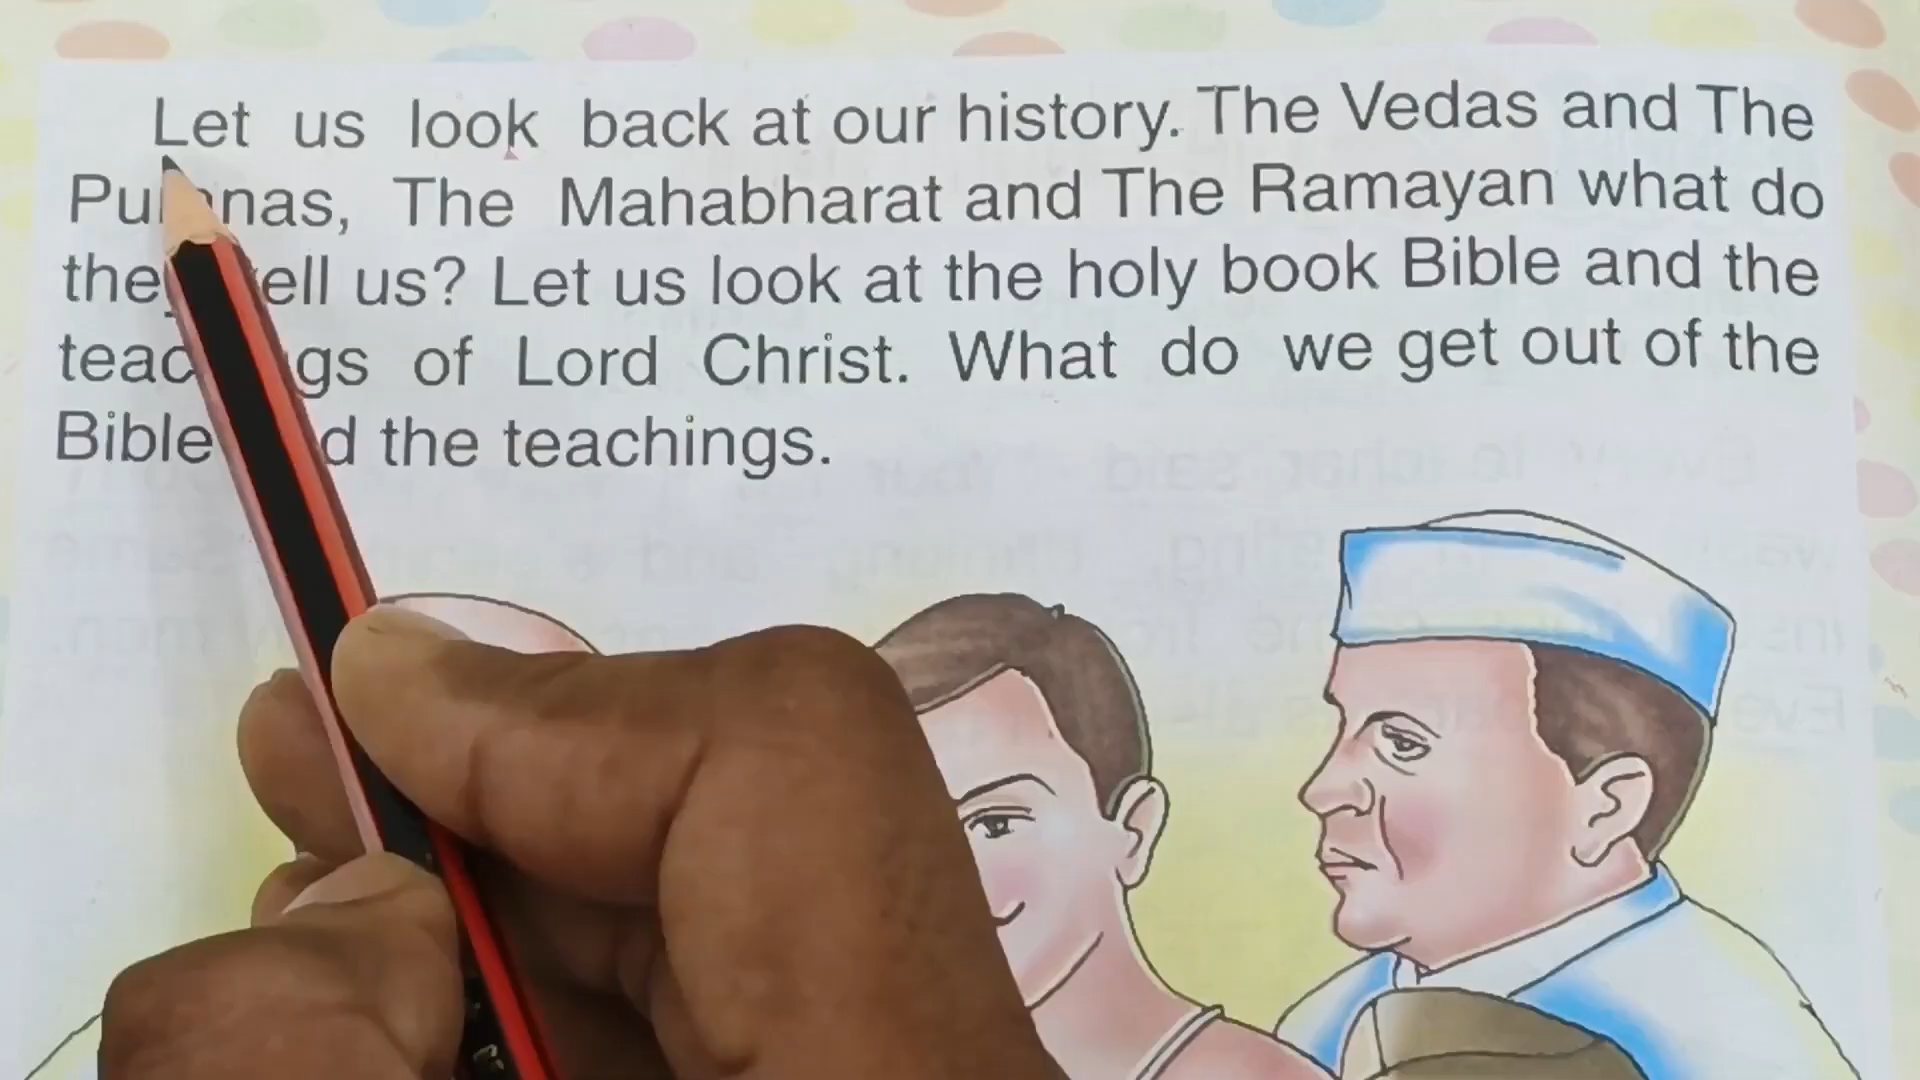 Let us look back at our history. The Vedas and The
The Mahabharat and The Ramayan what do
us? Let us look at the holy book Bible and the
of Lord Christ. What do we get out of the
Bible the teachings.